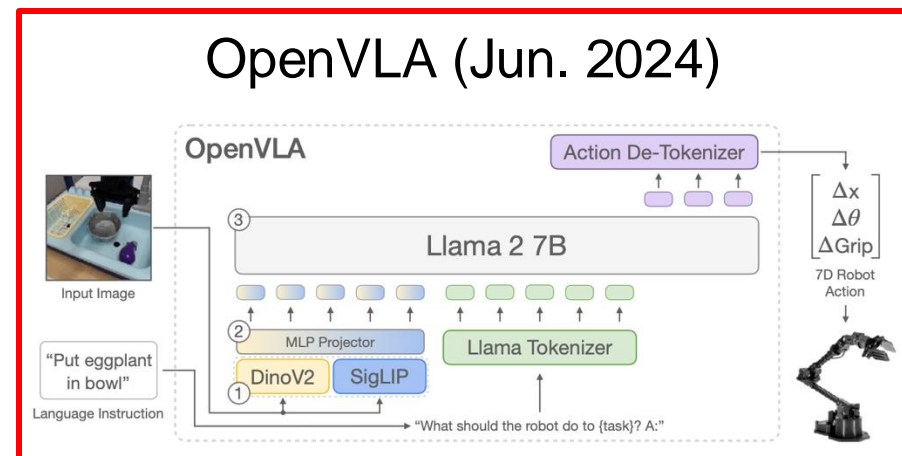 OpenVLA (Jun. 2024)
OpenVLA
Action De-Tokenizer
Δx
Δθ
ΔGrip
7D Robot
Action
3
Llama 2 7B
Input Image
2
MLP Projector
Llama Tokenizer
1
DinoV2
SigLIP
“Put eggplant
in bowl”
Language Instruction
“What should the robot do to {task}? A:”